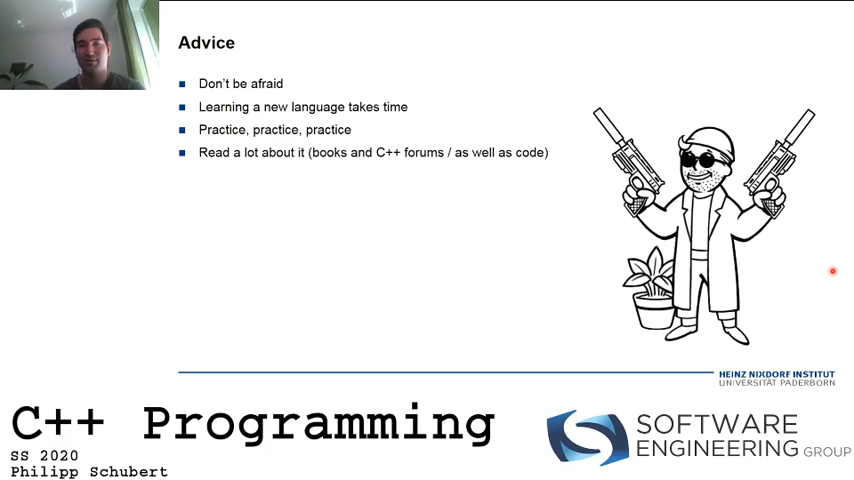 Advice
Don't be afraid
Learning a new language takes time
Practice, practice, practice
Read a lot about it (books and C++ forums / as well as code)
HEINZ NIXDORF INSTITUT
UNIVERSITÄT PADERBORN
C++ Programming
SS 2020
Philipp Schubert
SOFTWARE
ENGINEERING GROUP